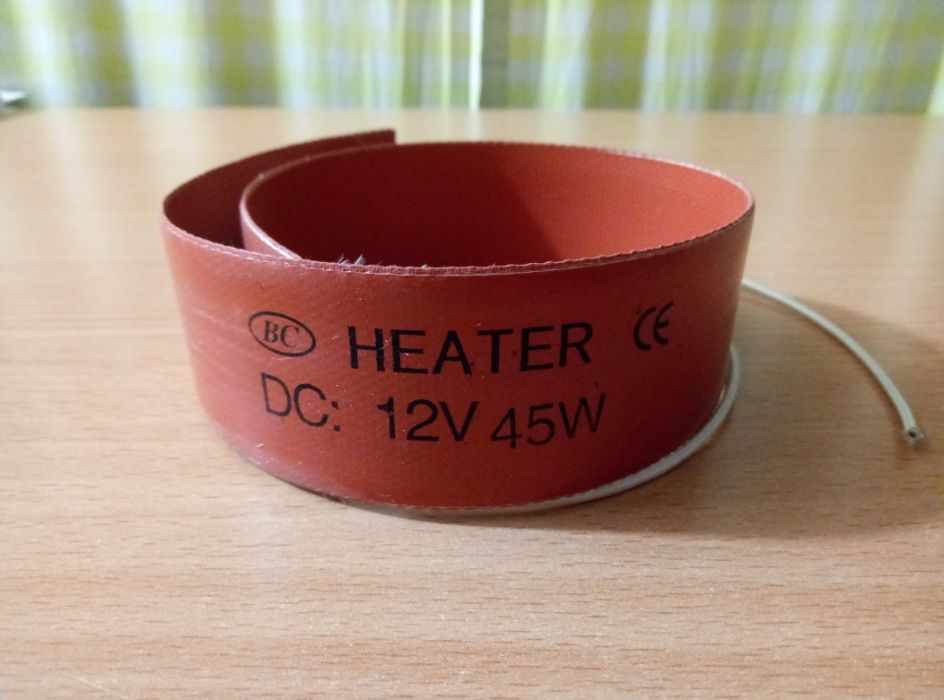 BC HEATER CE
DC: 12V 45W